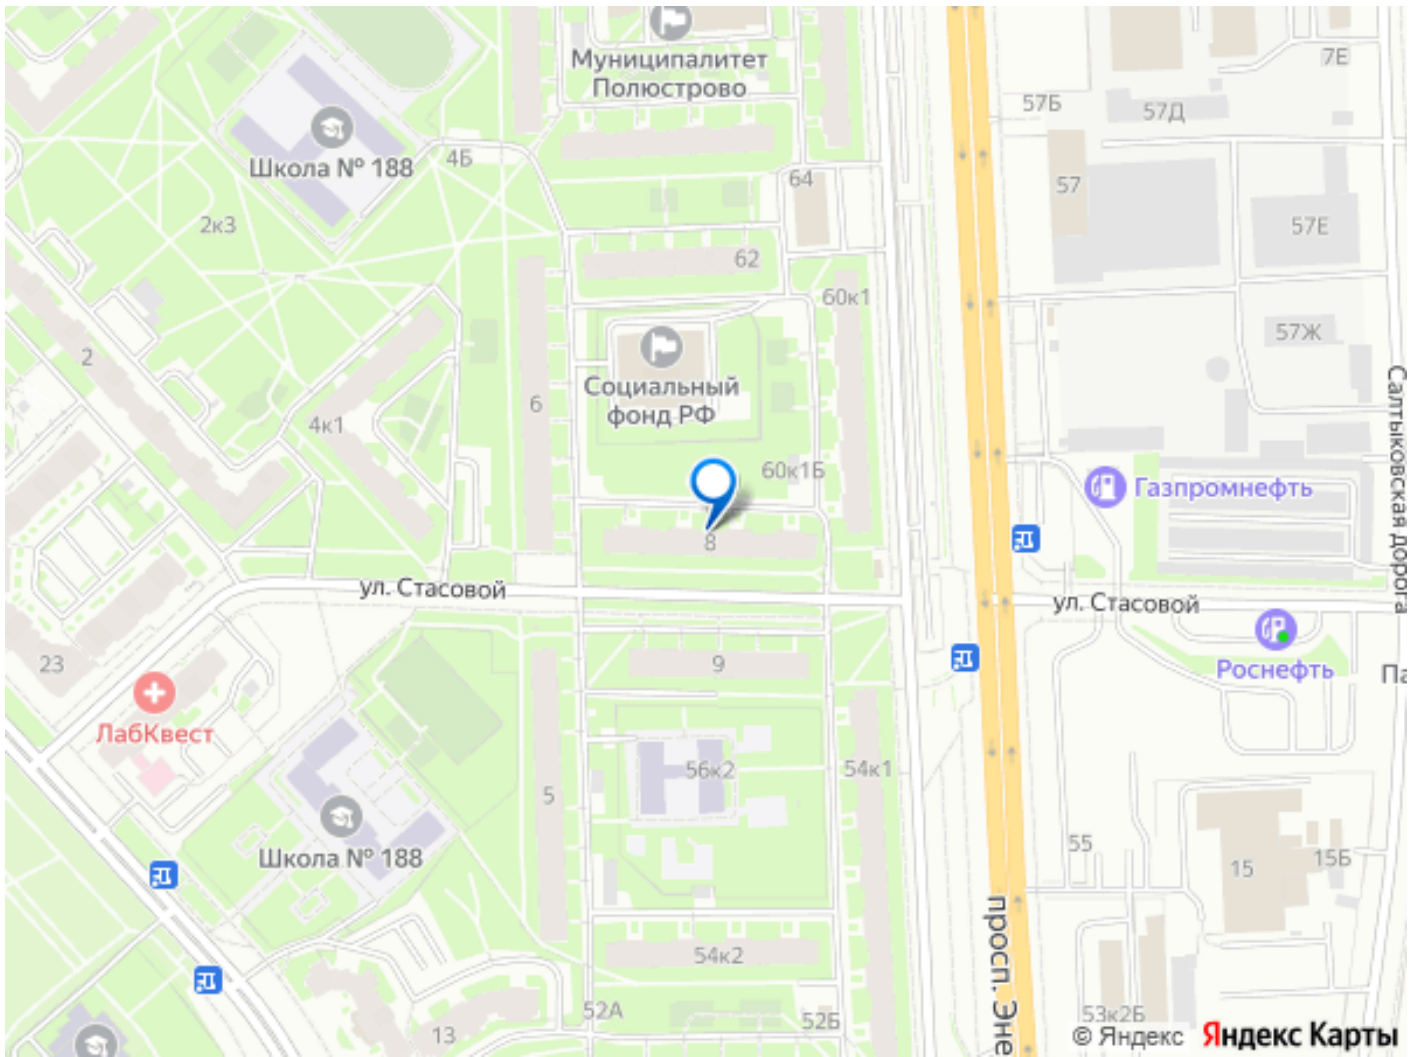 Муниципалитет
Полюстрово
7Е
57Б
57Д
Школа № 188
4Б
64
57
2к3
57Е
62
60к1
57Ж
2
Социальный
фонд РФ
6
4к1
60к1Б
Газпромнефть
Салтыковская дорога
8
ул. Стасовой
ул. Стасовой
23
9
Роснефть
Па
ЛабКвест
56к2
54к1
5
Школа № 188
55
15
15Б
просп. Эне
54к2
52А
52Б
13
53к2Б
© Яндекс
Яндекс Карты